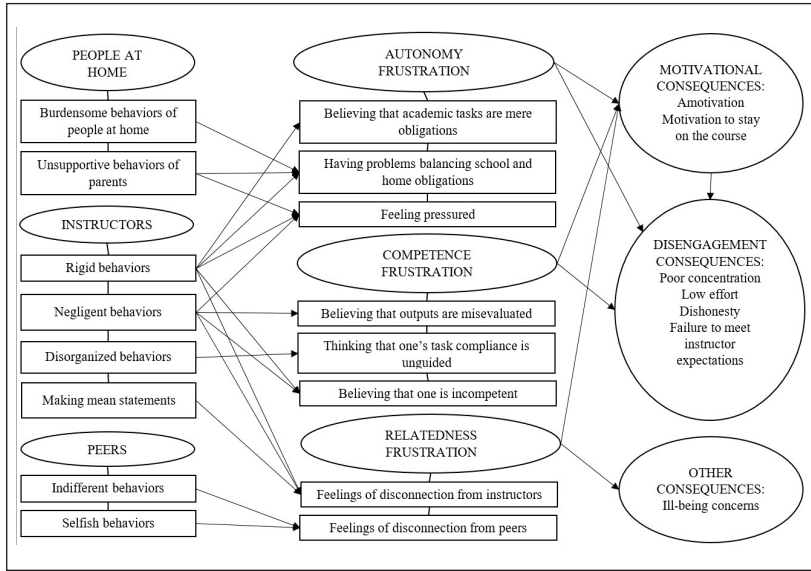 PEOPLE AT
HOME
Burdensome behaviors of
people at home
Unsupportive behaviors of
parents
INSTRUCTORS
Rigid behaviors
Negligent behaviors
Disorganized behaviors
Making mean statements
PEERS
Indifferent behaviors
Selfish behaviors
AUTONOMY
FRUSTRATION
Believing that academic tasks are mere
obligations
Having problems balancing school and
home obligations
Feeling pressured
COMPETENCE
FRUSTRATION
Believing that outputs are misevaluated
Thinking that one's task compliance is
unguided
Believing that one is incompetent
RELATEDNESS
FRUSTRATION
Feelings of disconnection from instructors
Feelings of disconnection from peers
MOTIVATIONAL
CONSEQUENCES:
Amotivation
Motivation to stay
on the course
DISENGAGEMENT
CONSEQUENCES:
Poor concentration
Low effort
Dishonesty
Failure to meet
instructor
expectations
OTHER
CONSEQUENCES:
Ill-being concerns